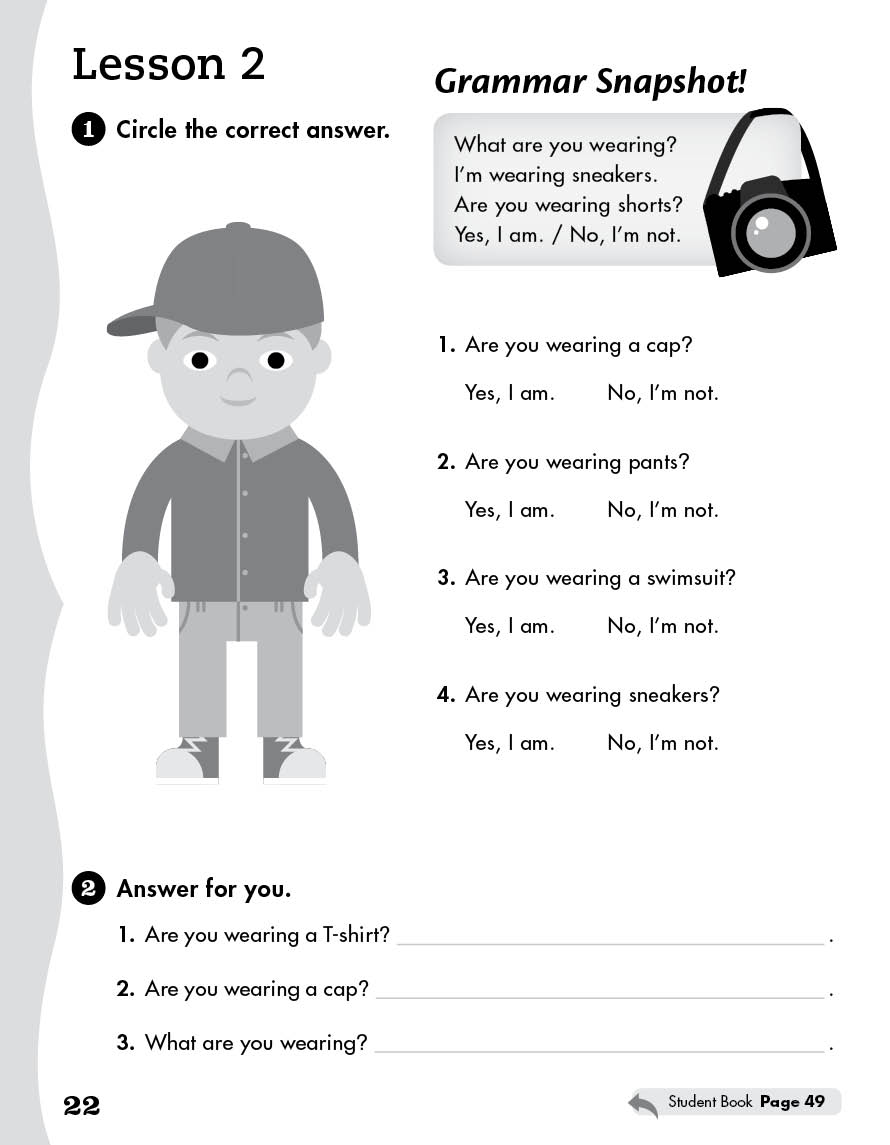 Lesson 2
Grammar Snapshot!
1 Circle the correct answer.
What are you wearing?
I'm wearing sneakers.
Are you wearing shorts?
Yes, I am. / No, I'm not.
1. Are you wearing a cap?
Yes, I am. No, I'm not.
2. Are you wearing pants?
Yes, I am. No, I'm not.
3. Are you wearing a swimsuit?
Yes, I am. No, I'm not.
4. Are you wearing sneakers?
Yes, I am. No, I'm not.
2 Answer for you.
1. Are you wearing a T-shirt? .
2. Are you wearing a cap? .
3. What are you wearing? .
22
Student Book Page 49